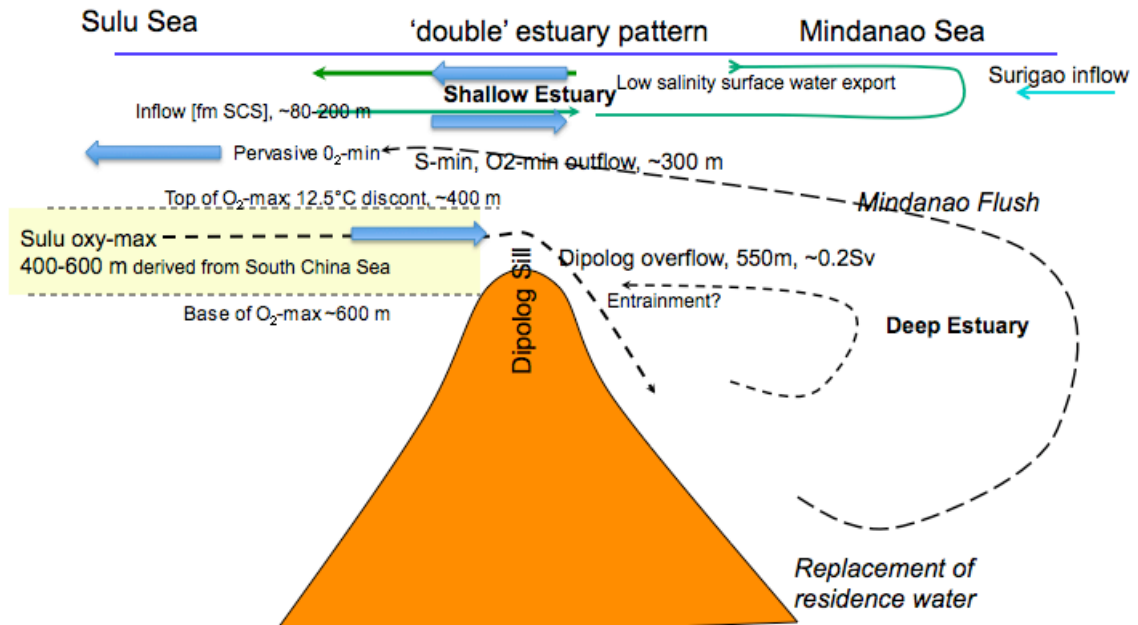 Sulu Sea
'double' estuary pattern
Mindanao Sea
Low salinity surface water export
Surigao inflow
Shallow Estuary
Inflow [fm SCS], ~80-200 m
Pervasive 0₂-min
S-min, O2-min outflow, ~300 m
Top of O₂-max; 12.5°C discont, ~400 m
Mindanao Flush
Sulu oxy-max
400-600 m derived from South China Sea
Dipolog overflow, 550m, ~0.2Sv
Entrainment?
Base of O₂-max ~600 m
Dipolog Sill
Deep Estuary
Replacement of
residence water